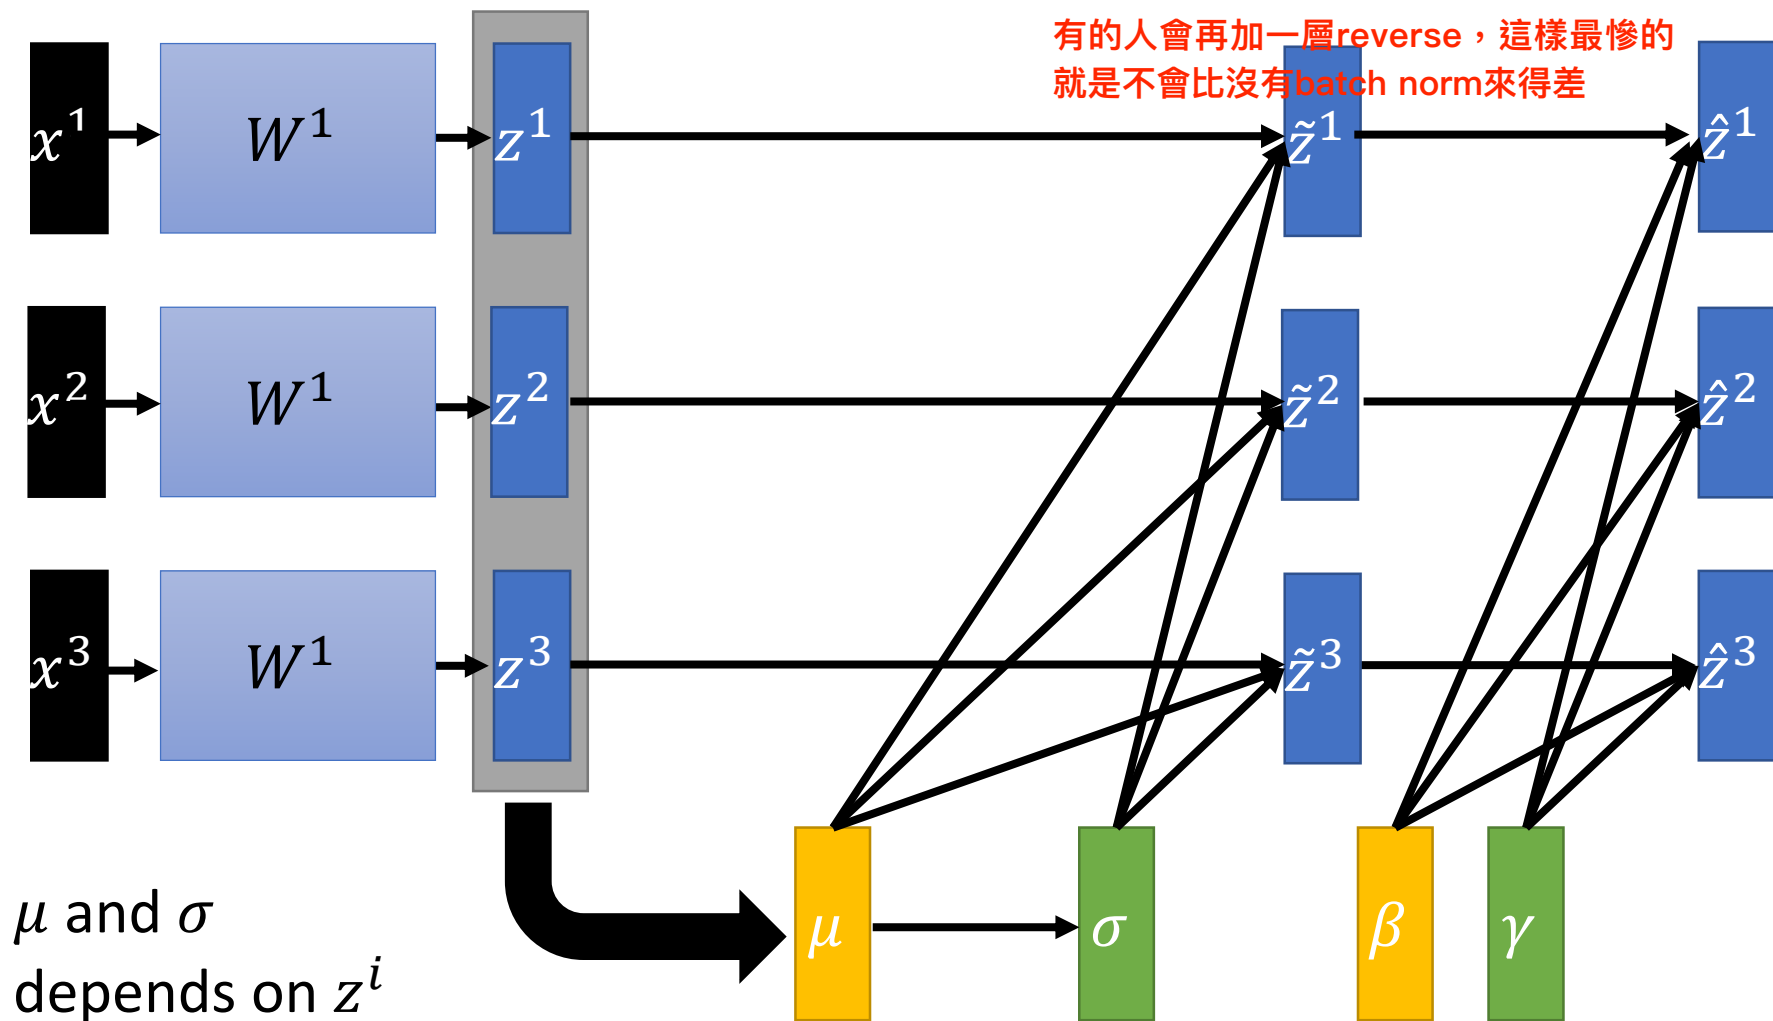 有的人會再加一層reverse，這樣最慘的
就是不會比沒有batch norm來得差
x¹ W¹ z¹ z̃¹ ẑ¹
x² W¹ z² z̃² ẑ²
x³ W¹ z³ z̃³ ẑ³
μ σ β γ
μ and σ
depends on zⁱ